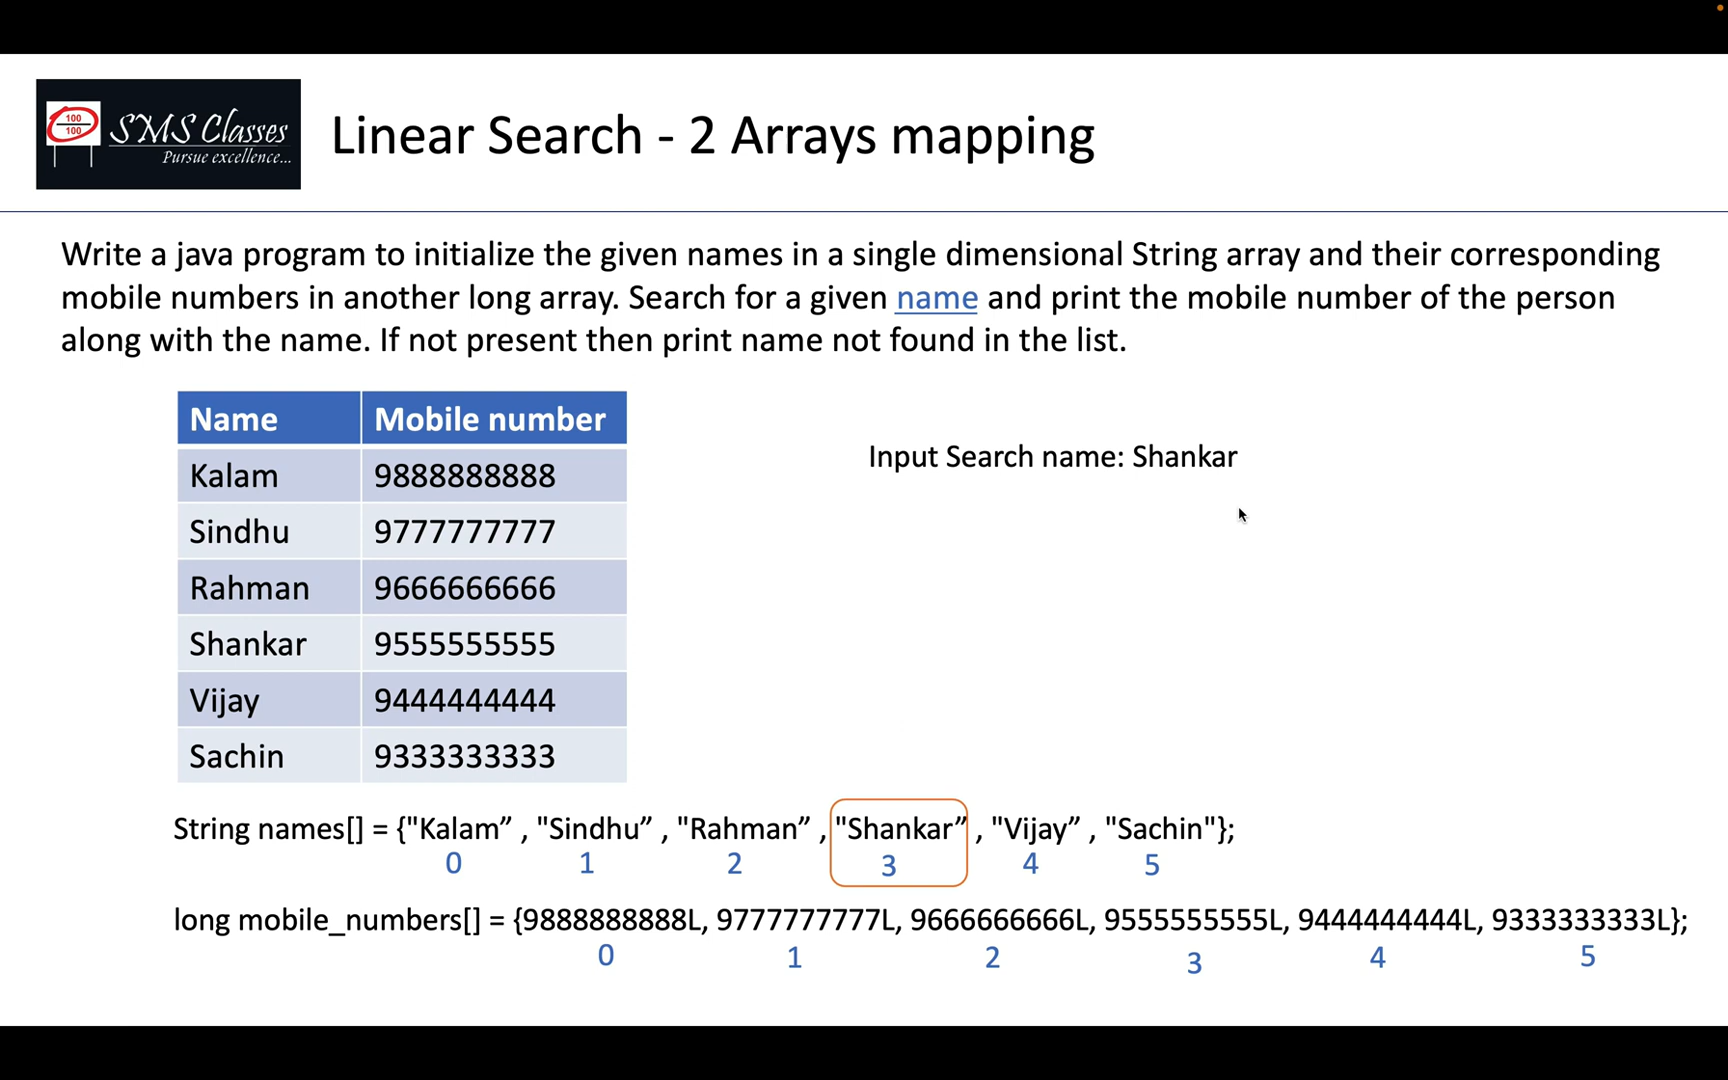 100
100
SMS Classes
Pursue excellence...
Linear Search - 2 Arrays mapping
Write a java program to initialize the given names in a single dimensional String array and their corresponding
mobile numbers in another long array. Search for a given name and print the mobile number of the person
along with the name. If not present then print name not found in the list.
Name Mobile number
Kalam 9888888888
Sindhu 9777777777
Rahman 9666666666
Shankar 9555555555
Vijay 9444444444
Sachin 9333333333
Input Search name: Shankar
String names[] = {"Kalam” , "Sindhu” , "Rahman” , "Shankar” , "Vijay” , "Sachin"};
0 1 2 3 4 5
long mobile_numbers[] = {9888888888L, 9777777777L, 9666666666L, 9555555555L, 9444444444L, 9333333333L};
0 1 2 3 4 5